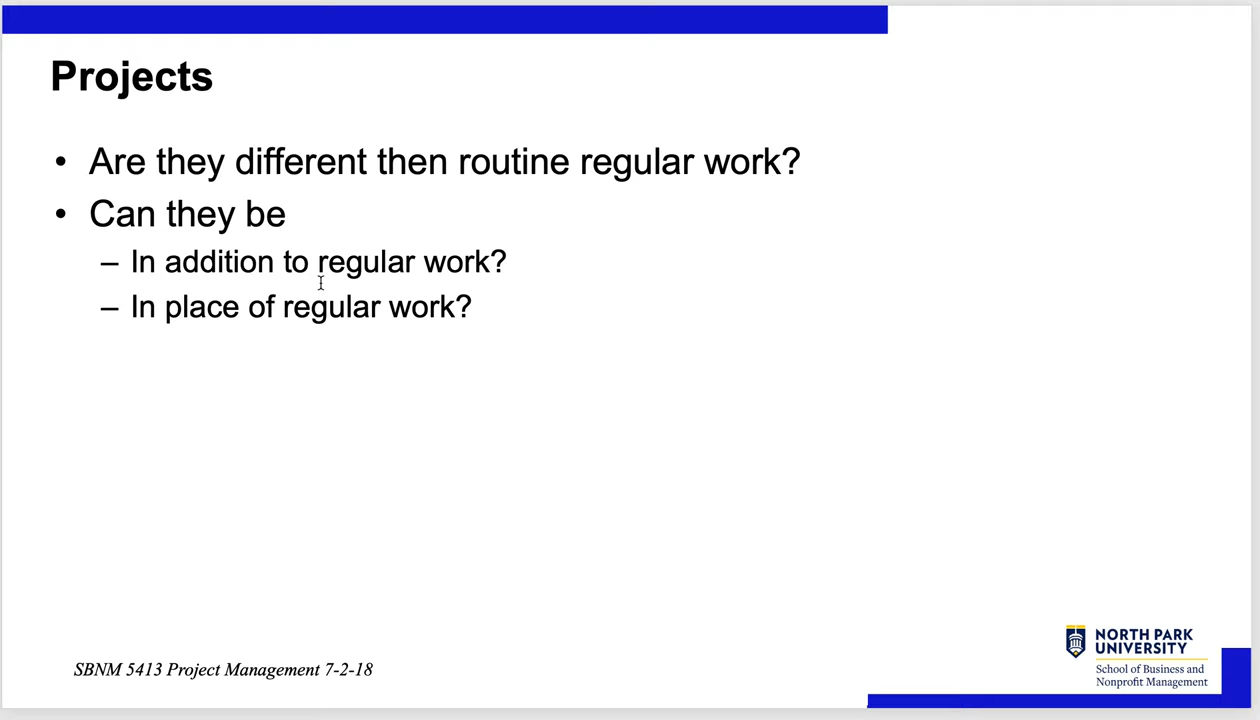 Projects
• Are they different then routine regular work?
• Can they be
– In addition to regular work?
– In place of regular work?
SBNM 5413 Project Management 7-2-18
NORTH PARK
UNIVERSITY
School of Business and
Nonprofit Management